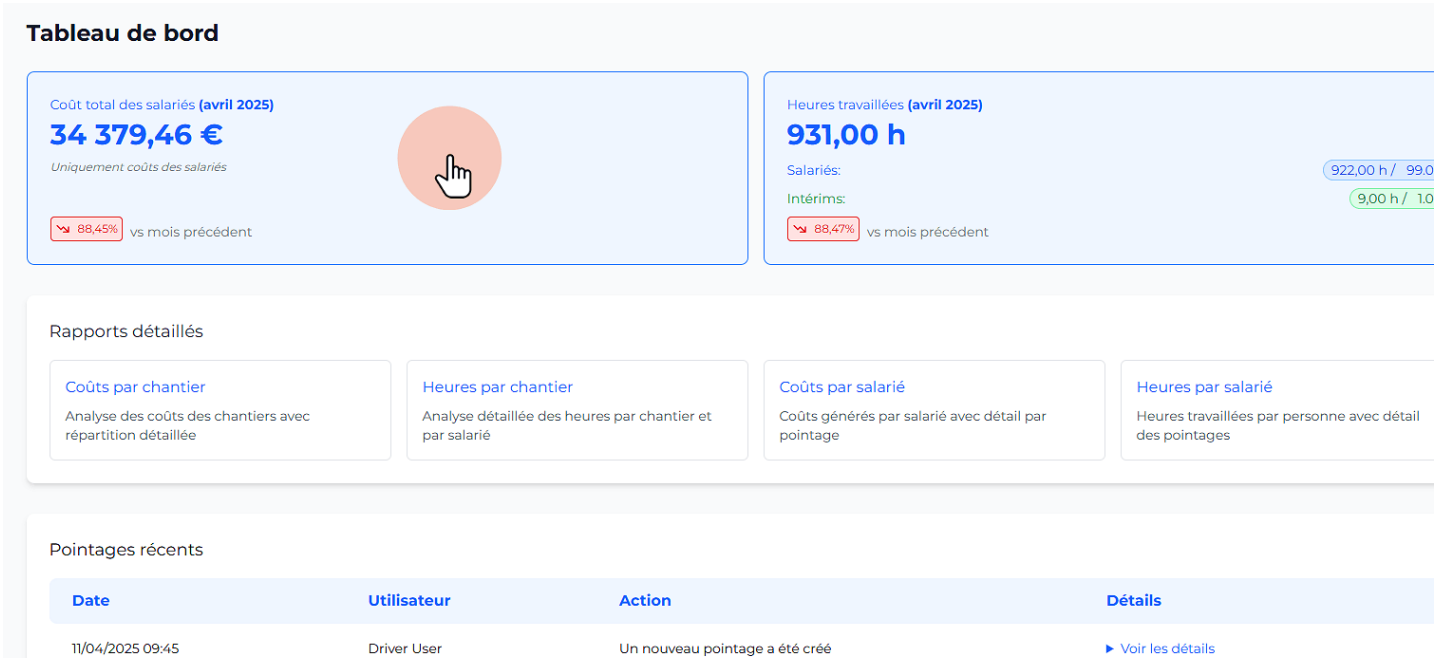 Tableau de bord
Coût total des salariés (avril 2025)
34 379,46 €
Uniquement coûts des salariés
88,45% vs mois précédent
Heures travaillées (avril 2025)
931,00 h
Salariés: 922,00 h / 99.0
Intérims: 9,00 h / 1.0
88,47% vs mois précédent
Rapports détaillés
Coûts par chantier
Analyse des coûts des chantiers avec
répartition détaillée
Heures par chantier
Analyse détaillée des heures par chantier et
par salarié
Coûts par salarié
Coûts générés par salarié avec détail par
pointage
Heures par salarié
Heures travaillées par personne avec détail
des pointages
Pointages récents
Date Utilisateur Action Détails
11/04/2025 09:45 Driver User Un nouveau pointage a été créé Voir les détails